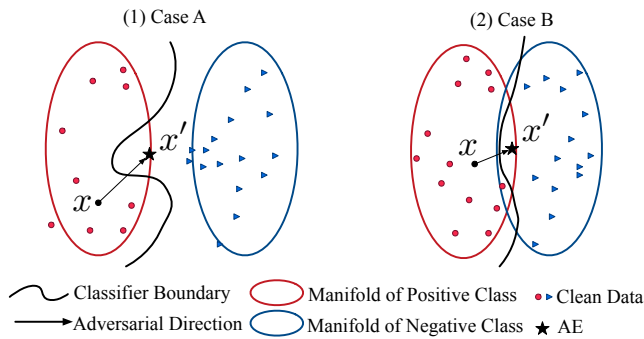 (1) Case A
(2) Case B
x
x′
x
x′
Classifier Boundary
Manifold of Positive Class
Clean Data
Adversarial Direction
Manifold of Negative Class
AE